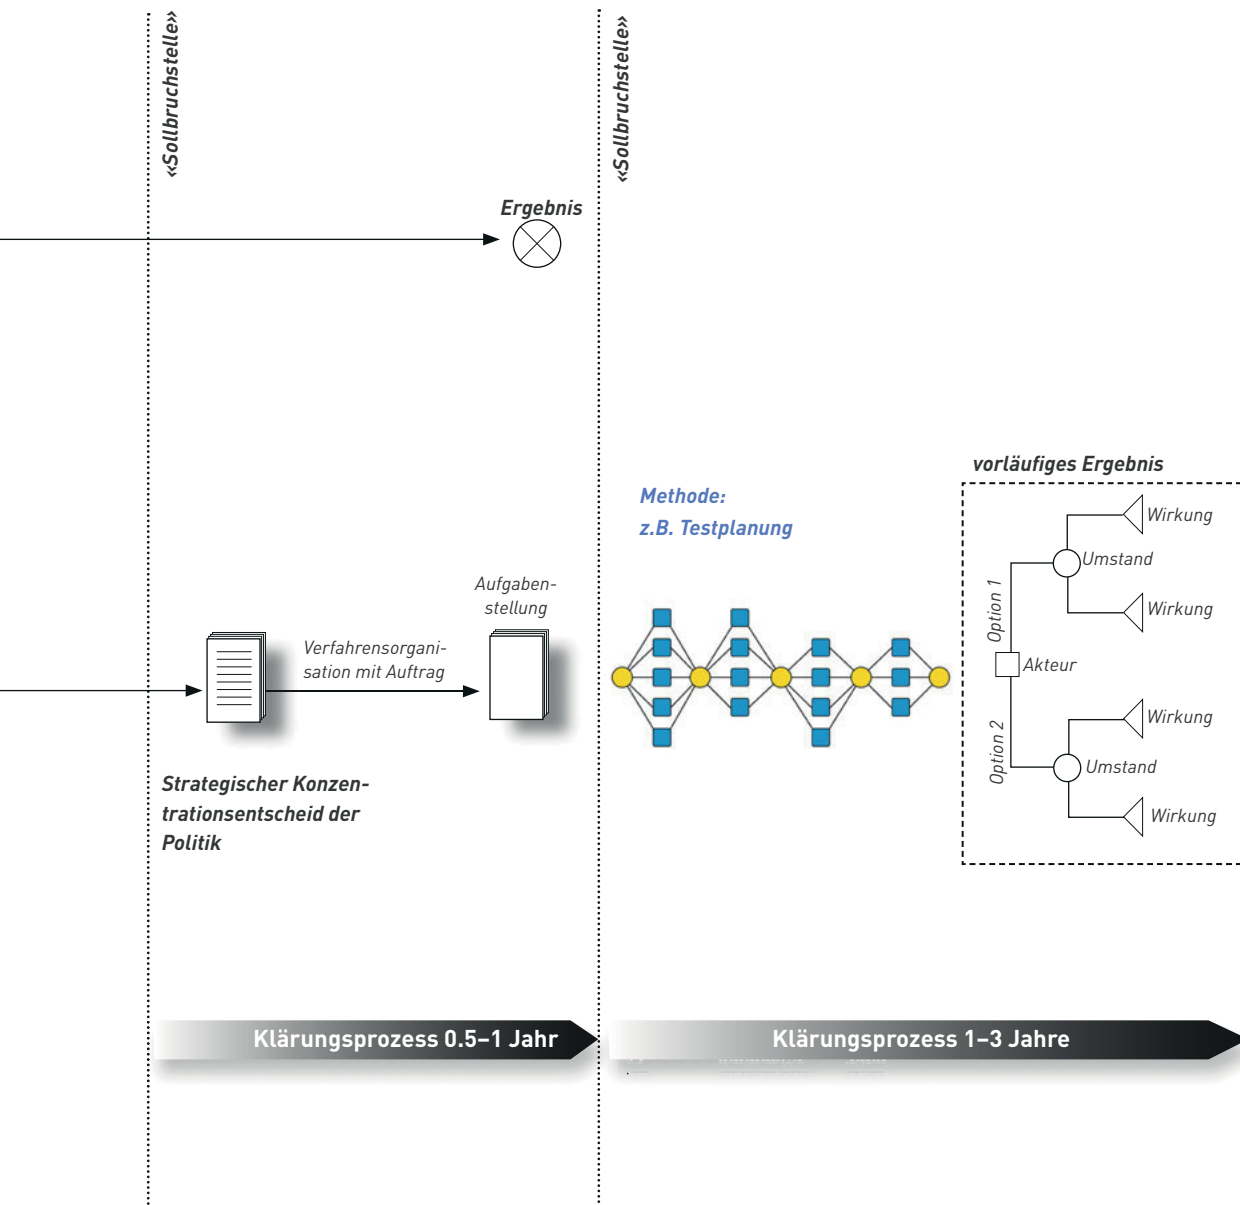 «Sollbruchstelle»
«Sollbruchstelle»
Ergebnis
vorläufiges Ergebnis
Methode:
z.B. Testplanung
Wirkung
Umstand
Option 1
Wirkung
Akteur
Aufgaben-
stellung
Verfahrensorgani-
sation mit Auftrag
Wirkung
Option 2
Umstand
Wirkung
Strategischer Konzen-
trationsentscheid der
Politik
Klärungsprozess 0.5–1 Jahr
Klärungsprozess 1–3 Jahre